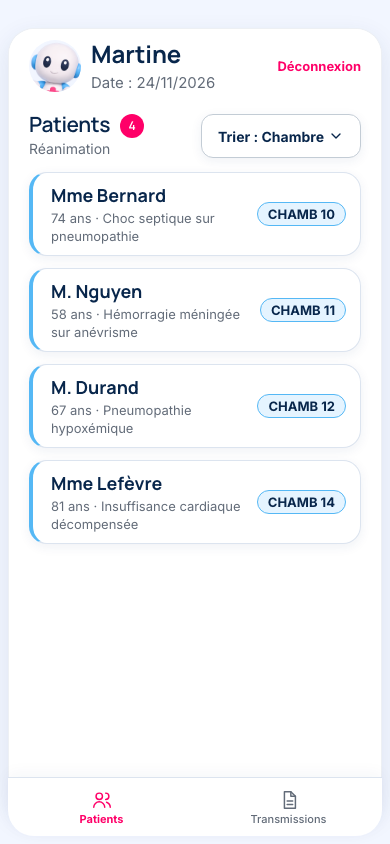 Martine
Date : 24/11/2026
Déconnexion
Patients 4
Réanimation
Trier : Chambre
Mme Bernard
74 ans · Choc septique sur
pneumopathie
CHAMB 10
M. Nguyen
58 ans · Hémorragie méningée
sur anévrisme
CHAMB 11
M. Durand
67 ans · Pneumopathie
hypoxémique
CHAMB 12
Mme Lefèvre
81 ans · Insuffisance cardiaque
décompensée
CHAMB 14
Patients
Transmissions